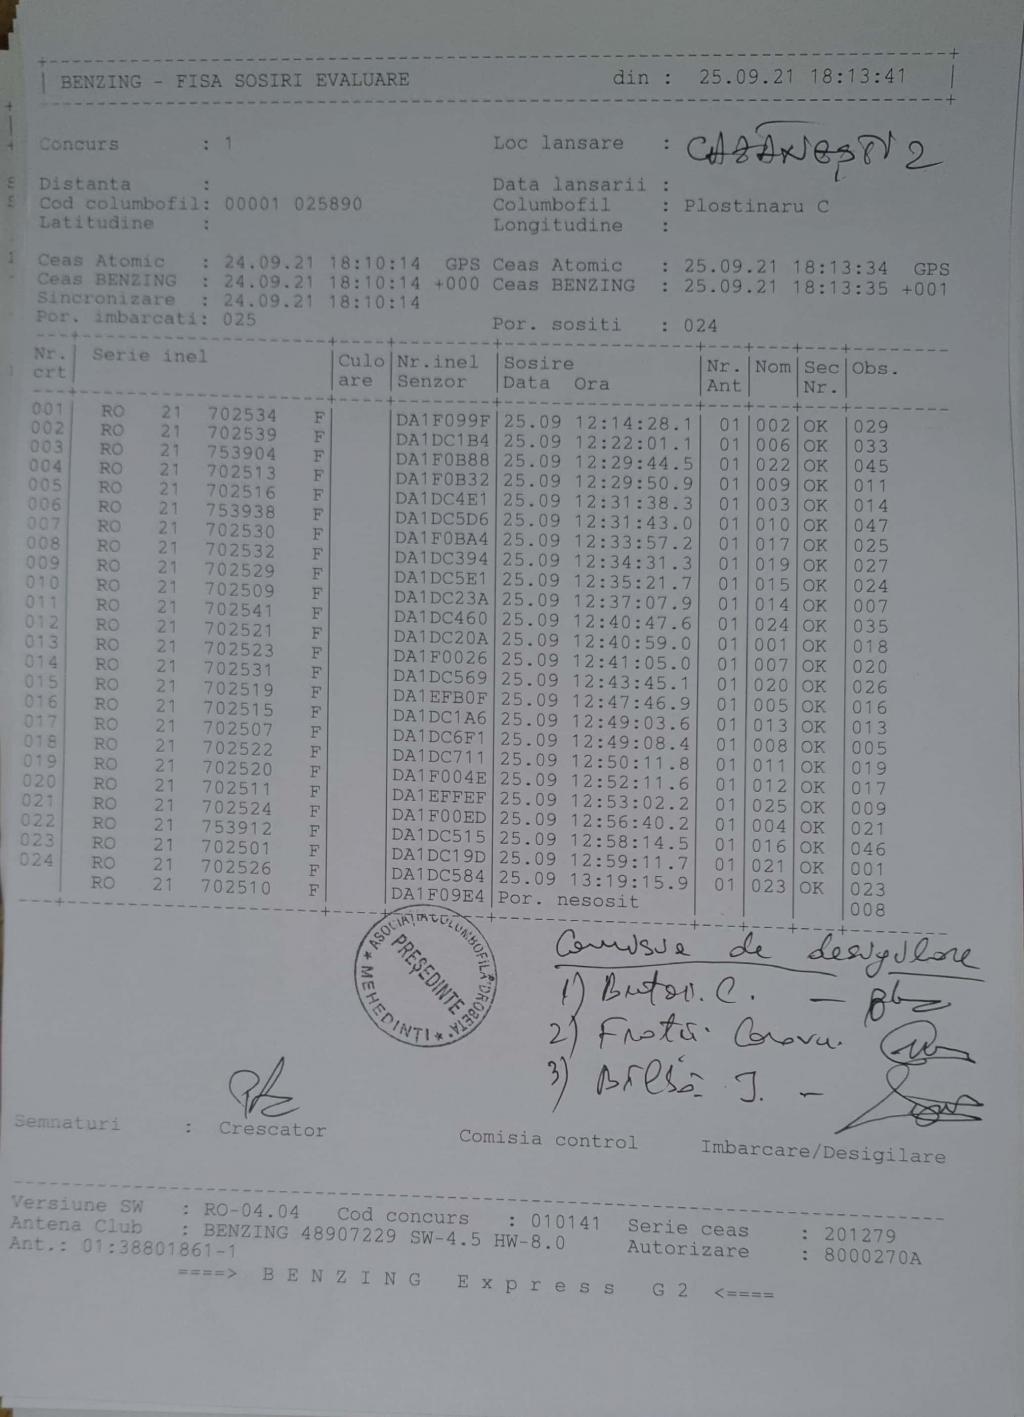 BENZING - FISA SOSIRI EVALUARE din : 25.09.21 18:13:41
Concurs : 1 Loc lansare : CAZĂNEȘTI 2
Distanta : Data lansarii :
Cod columbofil: 00001 025890 Columbofil : Plostinaru C
Latitudine : Longitudine :
Ceas Atomic : 24.09.21 18:10:14 GPS Ceas Atomic : 25.09.21 18:13:34 GPS
Ceas BENZING : 24.09.21 18:10:14 +000 Ceas BENZING : 25.09.21 18:13:35 +001
Sincronizare : 24.09.21 18:10:14
Por. imbarcati: 025 Por. sositi : 024
Nr. Serie inel Culo Nr.inel Sosire Nr. Nom Sec Obs.
crt are Senzor Data Ora Ant Nr.
001 RO 21 702534 F DA1F099F 25.09 12:14:28.1 01 002 OK 029
002 RO 21 702539 F DA1DC1B4 25.09 12:22:01.1 01 006 OK 033
003 RO 21 753904 F DA1F0B88 25.09 12:29:44.5 01 022 OK 045
004 RO 21 702513 F DA1F0B32 25.09 12:29:50.9 01 009 OK 011
005 RO 21 702516 F DA1DC4E1 25.09 12:31:38.3 01 003 OK 014
006 RO 21 753938 F DA1DC5D6 25.09 12:31:43.0 01 010 OK 047
007 RO 21 702530 F DA1F0BA4 25.09 12:33:57.2 01 017 OK 025
008 RO 21 702532 F DA1DC394 25.09 12:34:31.3 01 019 OK 027
009 RO 21 702529 F DA1DC5E1 25.09 12:35:21.7 01 015 OK 024
010 RO 21 702509 F DA1DC23A 25.09 12:37:07.9 01 014 OK 007
011 RO 21 702541 F DA1DC460 25.09 12:40:47.6 01 024 OK 035
012 RO 21 702521 F DA1DC20A 25.09 12:40:59.0 01 001 OK 018
013 RO 21 702523 F DA1F0026 25.09 12:41:05.0 01 007 OK 020
014 RO 21 702531 F DA1DC569 25.09 12:43:45.1 01 020 OK 026
015 RO 21 702519 F DA1EFB0F 25.09 12:47:46.9 01 005 OK 016
016 RO 21 702515 F DA1DC1A6 25.09 12:49:03.6 01 013 OK 013
017 RO 21 702507 F DA1DC6F1 25.09 12:49:08.4 01 008 OK 005
018 RO 21 702522 F DA1DC711 25.09 12:50:11.8 01 011 OK 019
019 RO 21 702520 F DA1F004E 25.09 12:52:11.6 01 012 OK 017
020 RO 21 702511 F DA1EFFEF 25.09 12:53:02.2 01 025 OK 009
021 RO 21 702524 F DA1F00ED 25.09 12:56:40.2 01 004 OK 021
022 RO 21 753912 F DA1DC515 25.09 12:58:14.5 01 016 OK 046
023 RO 21 702501 F DA1DC19D 25.09 12:59:11.7 01 021 OK 001
024 RO 21 702526 F DA1DC584 25.09 13:19:15.9 01 023 OK 023
RO 21 702510 F DA1F09E4 Por. nesosit 008
ASOCIATIA COLUMBOFILA DROBETA
PREȘEDINTE
MEHEDINTI
Comisie de desigilare
1) Butoi. C. —
2)
3) I. —
Semnaturi : Crescator Comisia control Imbarcare/Desigilare
Versiune SW : RO-04.04 Cod concurs : 010141 Serie ceas : 201279
Antena Club : BENZING 48907229 SW-4.5 HW-8.0 Autorizare : 8000270A
Ant.: 01:38801861-1
====> BENZING Express G2 <====